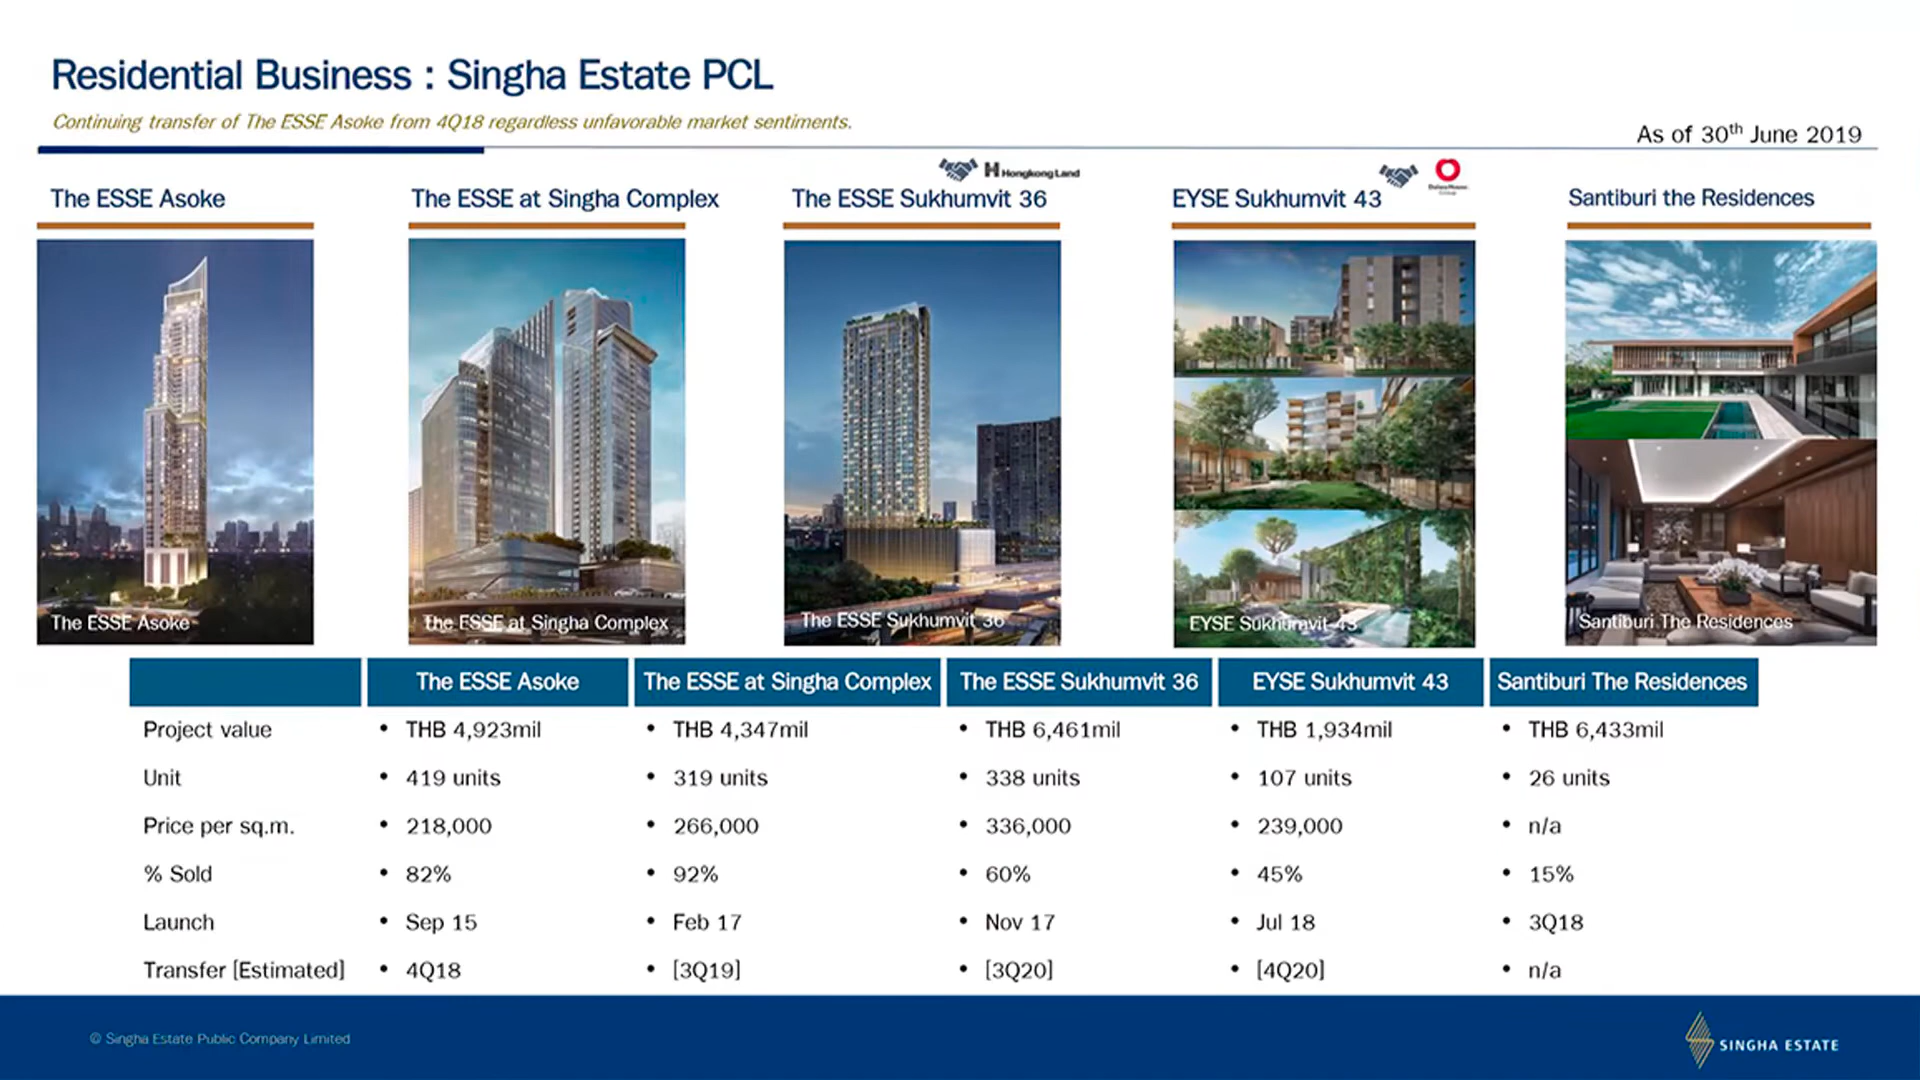 Residential Business : Singha Estate PCL
Continuing transfer of The ESSE Asoke from 4Q18 regardless unfavorable market sentiments.
As of 30th June 2019
Hongkong Land
The ESSE Asoke
The ESSE at Singha Complex
The ESSE Sukhumvit 36
EYSE Sukhumvit 43
Santiburi the Residences
The ESSE Asoke
The ESSE at Singha Complex
The ESSE Sukhumvit 36
EYSE Sukhumvit 43
Santiburi The Residences
The ESSE Asoke The ESSE at Singha Complex The ESSE Sukhumvit 36 EYSE Sukhumvit 43 Santiburi The Residences
Project value • THB 4,923mil • THB 4,347mil • THB 6,461mil • THB 1,934mil • THB 6,433mil
Unit • 419 units • 319 units • 338 units • 107 units • 26 units
Price per sq.m. • 218,000 • 266,000 • 336,000 • 239,000 • n/a
% Sold • 82% • 92% • 60% • 45% • 15%
Launch • Sep 15 • Feb 17 • Nov 17 • Jul 18 • 3Q18
Transfer [Estimated] • 4Q18 • [3Q19] • [3Q20] • [4Q20] • n/a
© Singha Estate Public Company Limited
SINGHA ESTATE